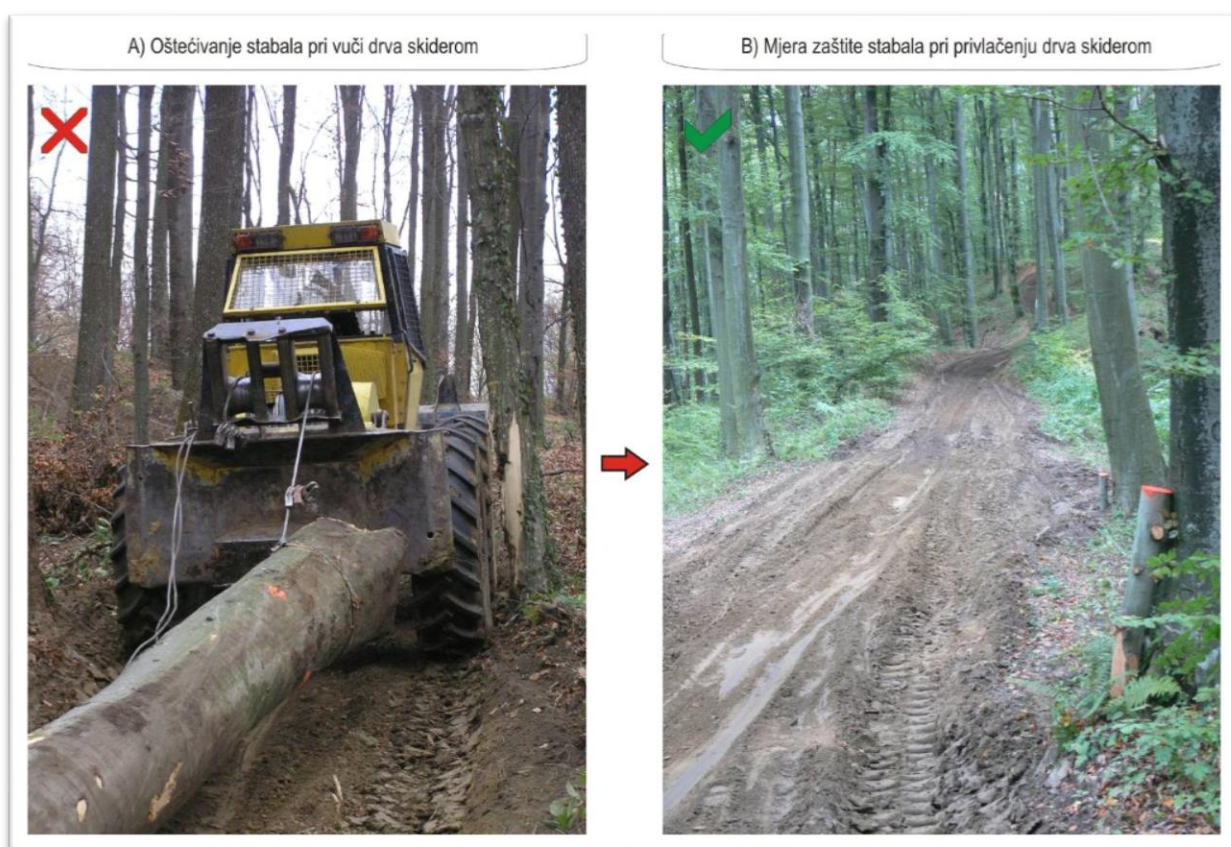 A) Oštećivanje stabala pri vuči drva skiderom
B) Mjera zaštite stabala pri privlačenju drva skiderom